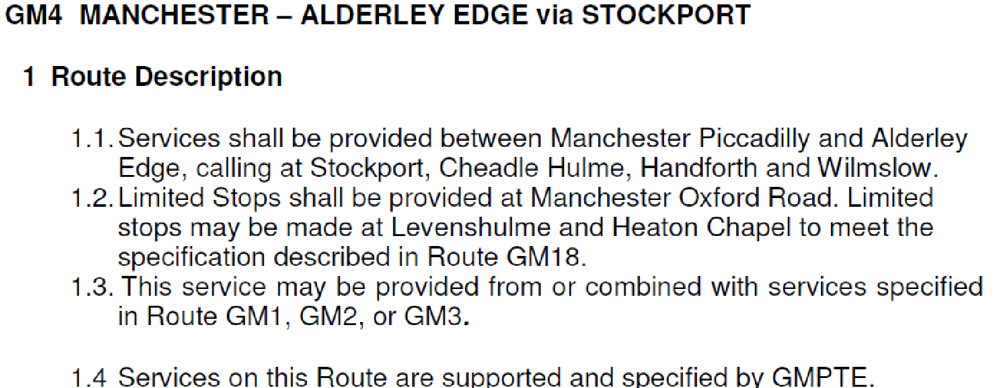 GM4 MANCHESTER – ALDERLEY EDGE via STOCKPORT
1 Route Description
1.1. Services shall be provided between Manchester Piccadilly and Alderley
Edge, calling at Stockport, Cheadle Hulme, Handforth and Wilmslow.
1.2. Limited Stops shall be provided at Manchester Oxford Road. Limited
stops may be made at Levenshulme and Heaton Chapel to meet the
specification described in Route GM18.
1.3. This service may be provided from or combined with services specified
in Route GM1, GM2, or GM3.
1.4 Services on this Route are supported and specified by GMPTE.